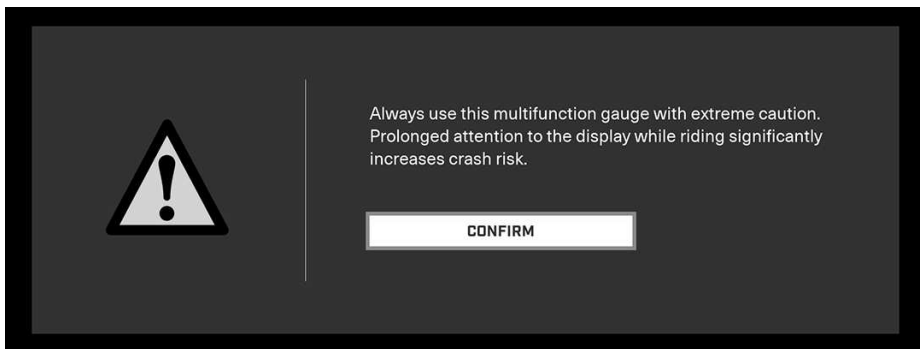 Always use this multifunction gauge with extreme caution.
Prolonged attention to the display while riding significantly
increases crash risk.
CONFIRM